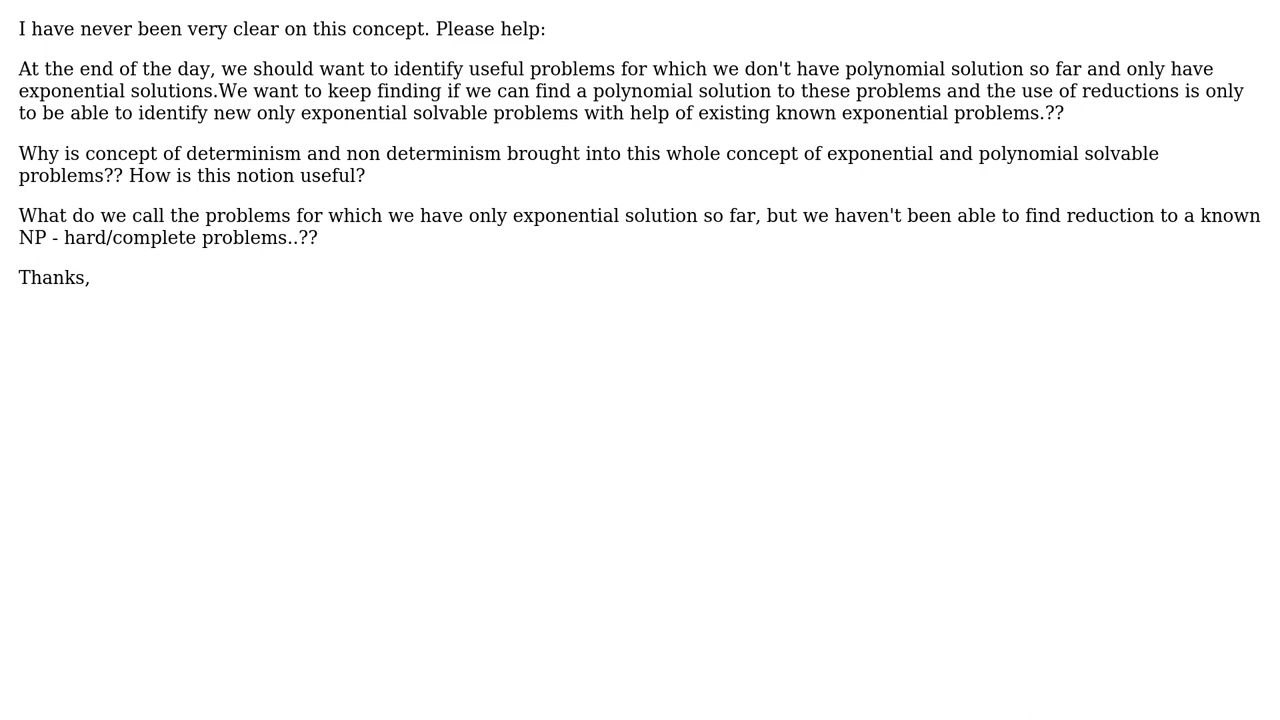 I have never been very clear on this concept. Please help:
At the end of the day, we should want to identify useful problems for which we don't have polynomial solution so far and only have
exponential solutions.We want to keep finding if we can find a polynomial solution to these problems and the use of reductions is only
to be able to identify new only exponential solvable problems with help of existing known exponential problems.??
Why is concept of determinism and non determinism brought into this whole concept of exponential and polynomial solvable
problems?? How is this notion useful?
What do we call the problems for which we have only exponential solution so far, but we haven't been able to find reduction to a known
NP - hard/complete problems..??
Thanks,